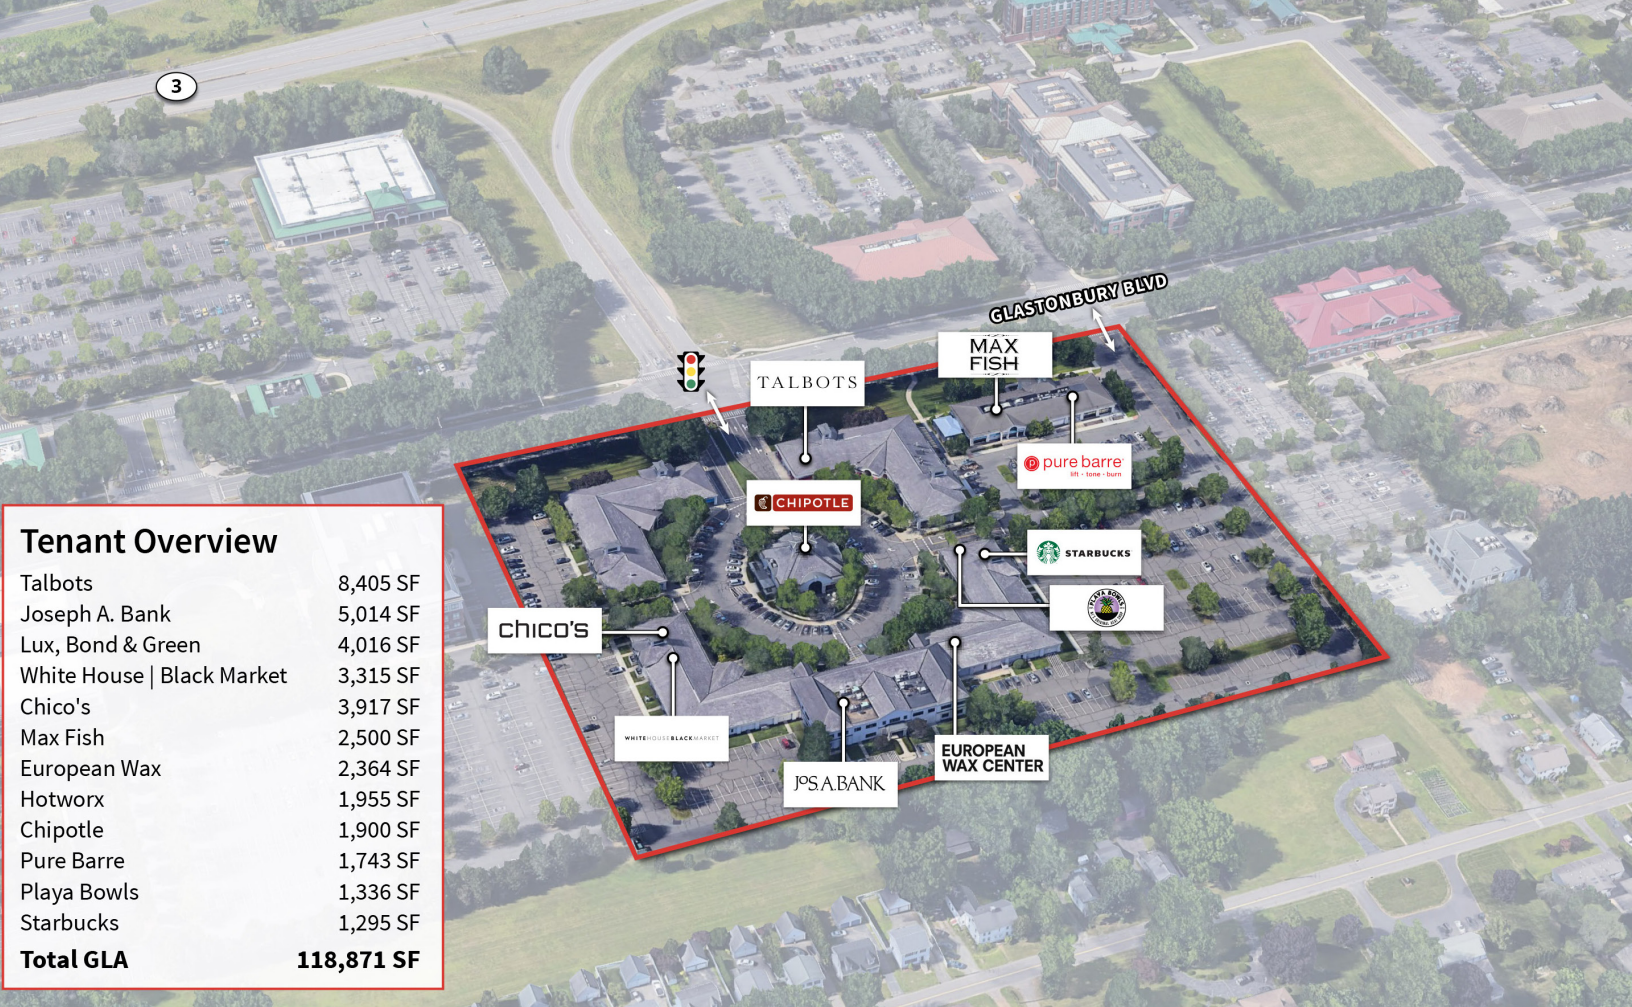 3
GLASTONBURY BLVD
MAX
FISH
TALBOTS
pure barre
lift • tone • burn
CHIPOTLE
STARBUCKS
PLAYA BOWLS
chico's
WHITEHOUSEBLACKMARKET
JOS.A.BANK
EUROPEAN
WAX CENTER
Tenant Overview
Talbots 8,405 SF
Joseph A. Bank 5,014 SF
Lux, Bond & Green 4,016 SF
White House | Black Market 3,315 SF
Chico's 3,917 SF
Max Fish 2,500 SF
European Wax 2,364 SF
Hotworx 1,955 SF
Chipotle 1,900 SF
Pure Barre 1,743 SF
Playa Bowls 1,336 SF
Starbucks 1,295 SF
Total GLA 118,871 SF